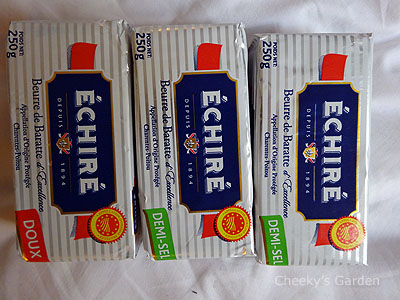 POIDS NET:
250g
ÉCHIRÉ
DEPUIS
1894
Beurre de Baratte d'Excellence
Appellation d'Origine Protégée
Charentes-Poitou
DOUX
POIDS NET:
250g
ÉCHIRÉ
DEPUIS
1894
Beurre de Baratte d'Excellence
Appellation d'Origine Protégée
Charentes-Poitou
DEMI-SEL
POIDS NET:
250g
ÉCHIRÉ
DEPUIS
1894
Beurre de Baratte d'Excellence
Appellation d'Origine Protégée
Charentes-Poitou
DEMI-SEL
Cheeky's Garden